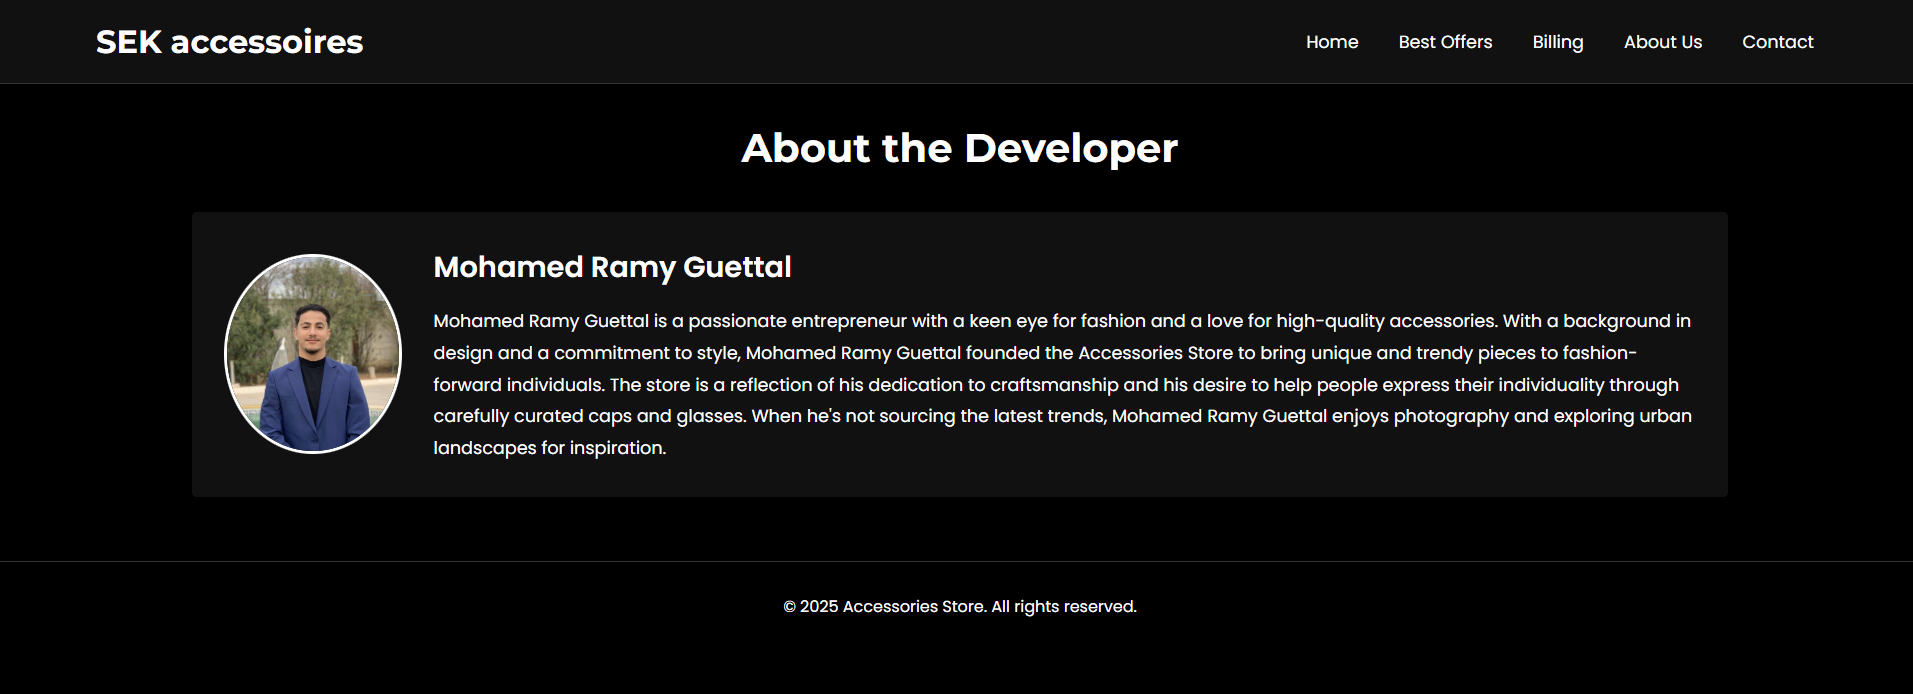 SEK accessoires
Home
Best Offers
Billing
About Us
Contact
About the Developer
Mohamed Ramy Guettal
Mohamed Ramy Guettal is a passionate entrepreneur with a keen eye for fashion and a love for high-quality accessories. With a background in
design and a commitment to style, Mohamed Ramy Guettal founded the Accessories Store to bring unique and trendy pieces to fashion-
forward individuals. The store is a reflection of his dedication to craftsmanship and his desire to help people express their individuality through
carefully curated caps and glasses. When he's not sourcing the latest trends, Mohamed Ramy Guettal enjoys photography and exploring urban
landscapes for inspiration.
© 2025 Accessories Store. All rights reserved.